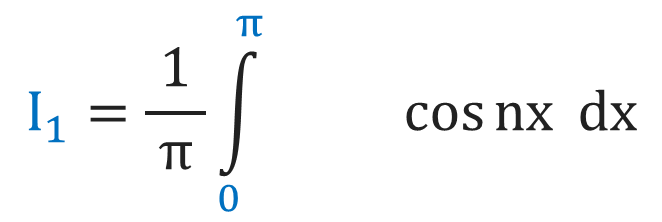 I₁ = 1/π ∫₀^π cos nx dx